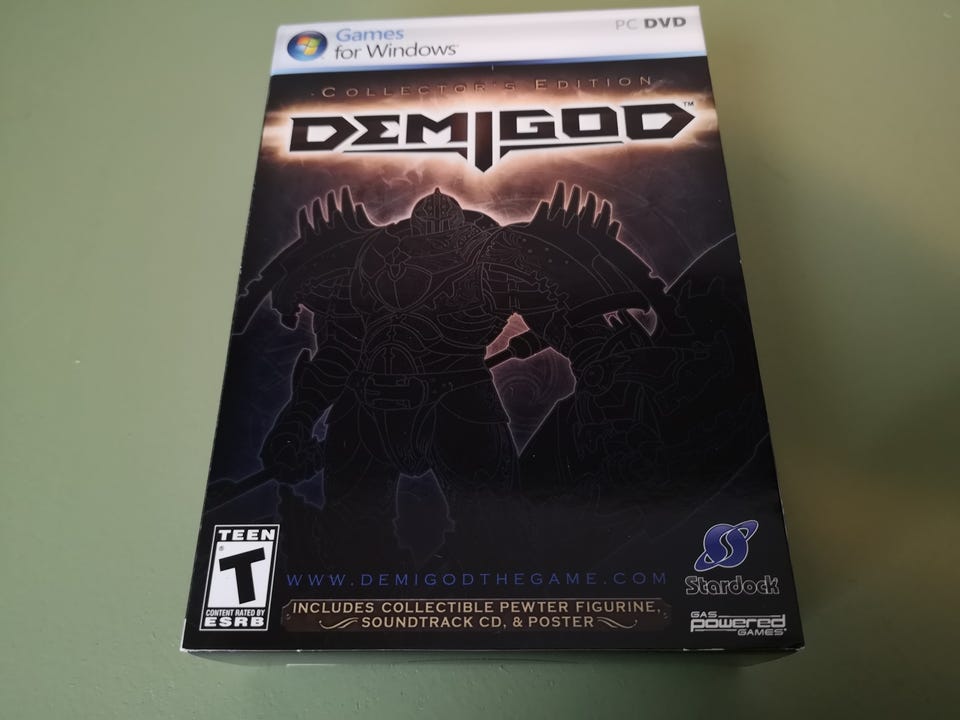 Games
for Windows®
PC DVD
COLLECTOR'S EDITION
DEMIGOD™
TEEN
T
®
CONTENT RATED BY
ESRB
WWW.DEMIGODTHEGAME.COM
INCLUDES COLLECTIBLE PEWTER FIGURINE,
SOUNDTRACK CD, & POSTER
Stardock®
GAS
powered
GAMES®